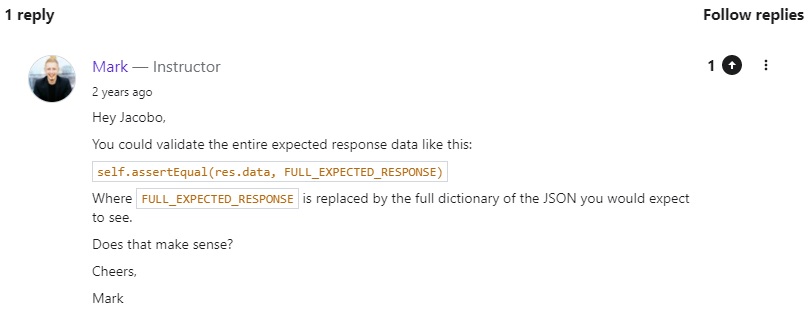 1 reply
Follow replies
Mark — Instructor
1
2 years ago
Hey Jacobo,
You could validate the entire expected response data like this:
self.assertEqual(res.data, FULL_EXPECTED_RESPONSE)
Where FULL_EXPECTED_RESPONSE is replaced by the full dictionary of the JSON you would expect
to see.
Does that make sense?
Cheers,
Mark